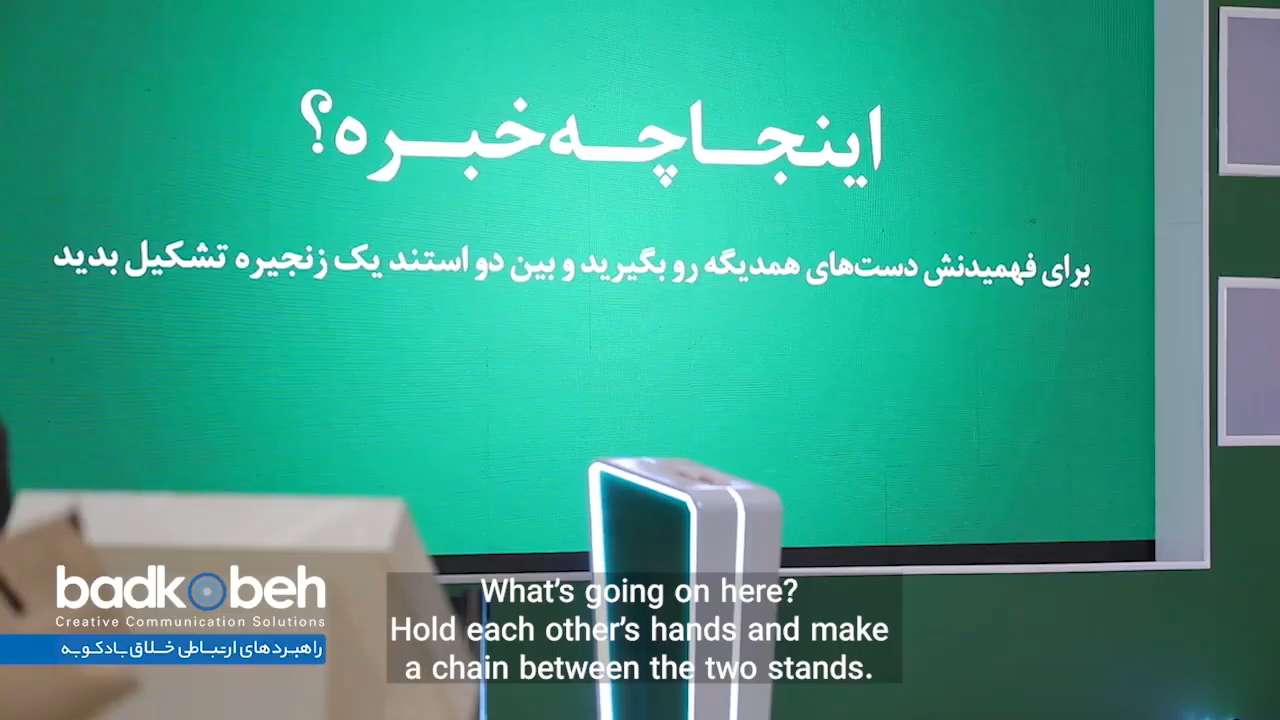 اینجا چه خبره؟
برای فهمیدنش دست‌های همدیگه رو بگیرید و بین دو استند یک زنجیره تشکیل بدید
badkobeh
Creative Communication Solutions
راهبردهای ارتباطی خلاق بادکوبه
What's going on here?
Hold each other's hands and make
a chain between the two stands.